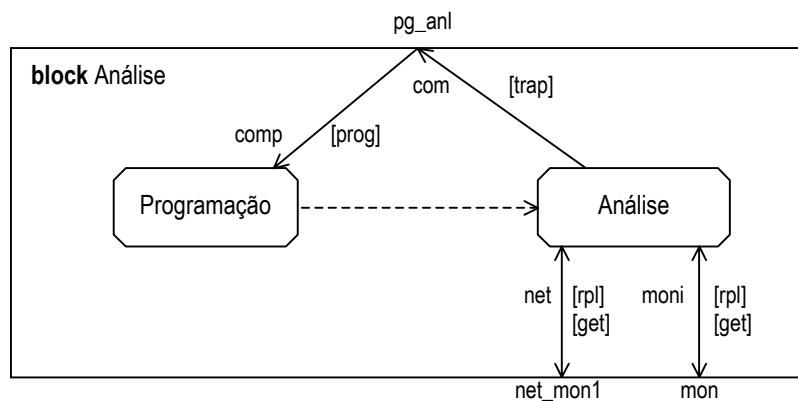 pg_anl
block Análise
com
[trap]
comp
[prog]
Programação
Análise
net
[rpl]
[get]
moni
[rpl]
[get]
net_mon1
mon